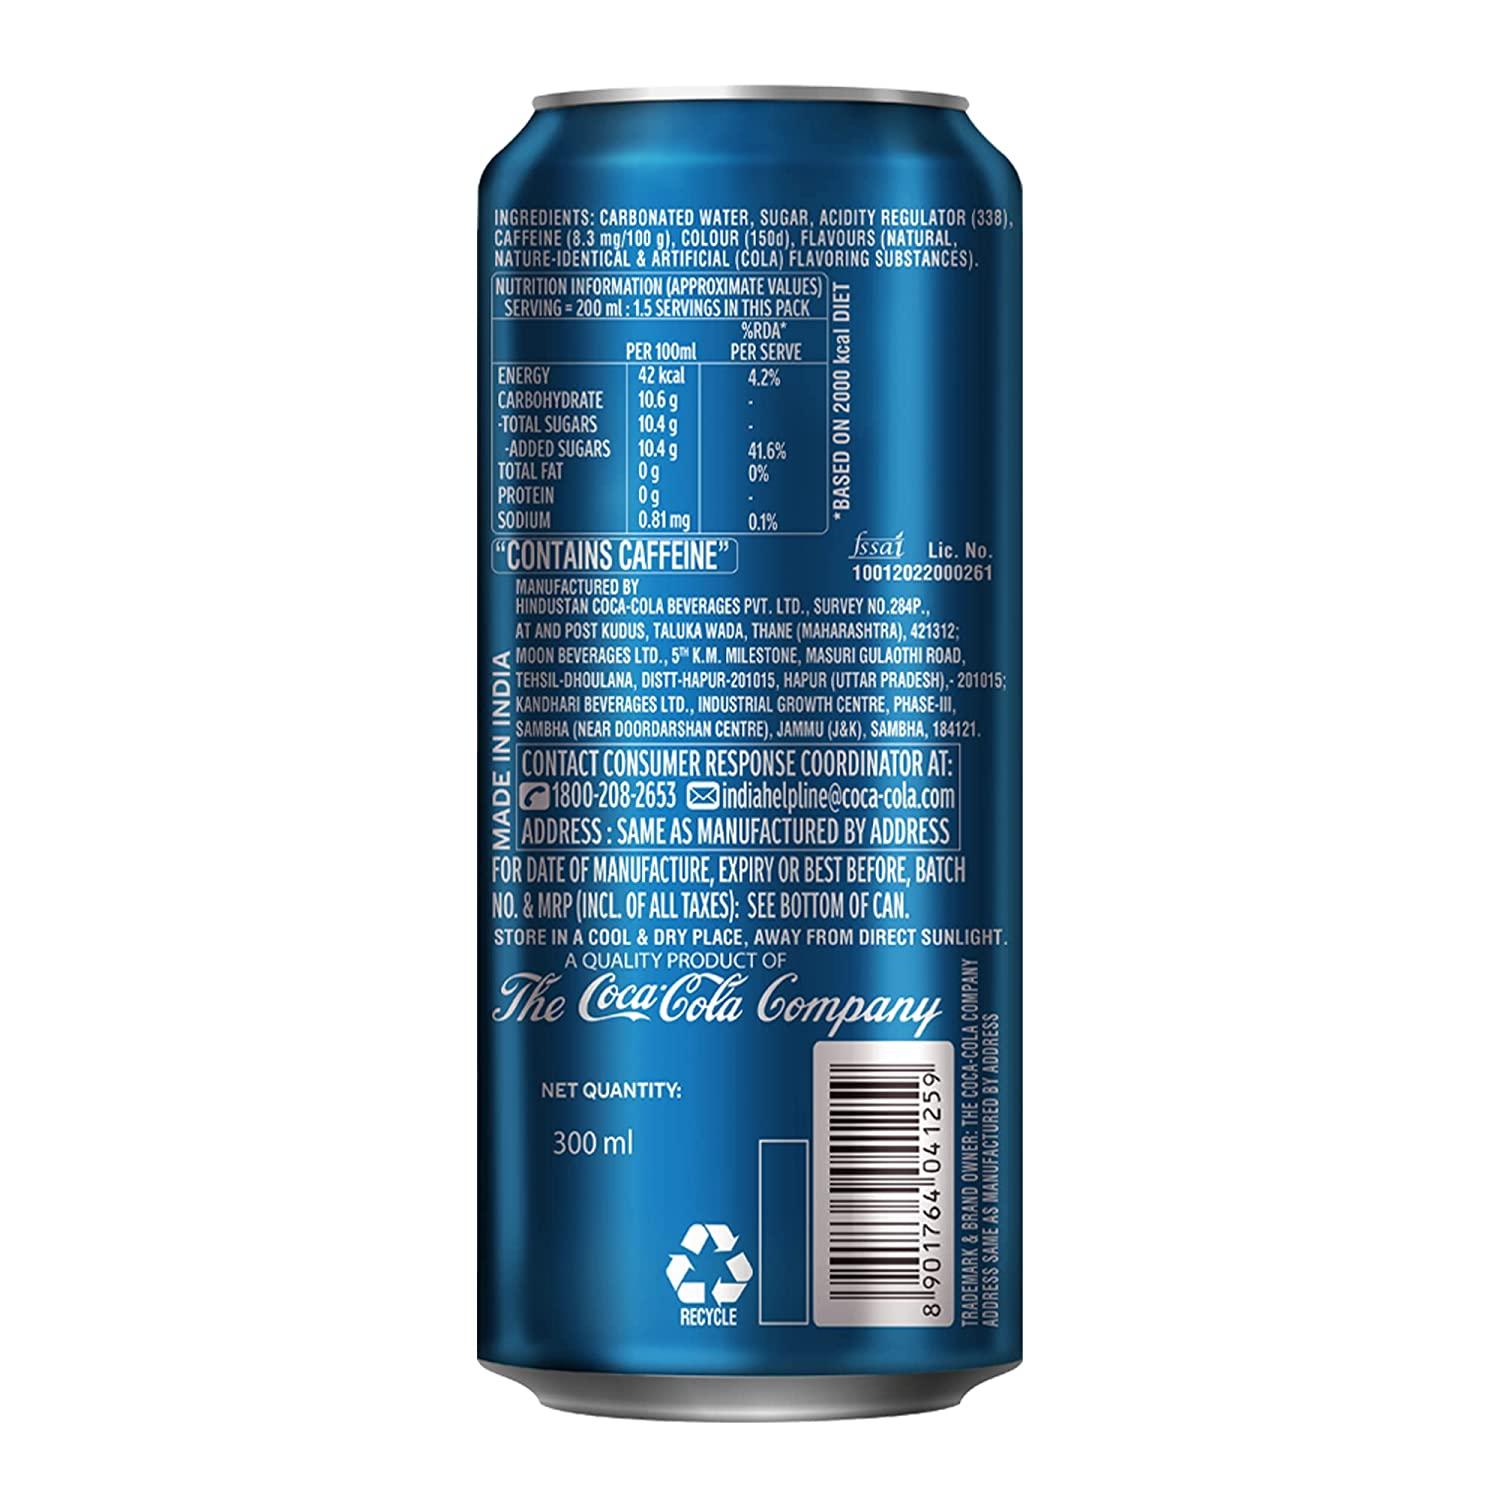 INGREDIENTS: CARBONATED WATER, SUGAR, ACIDITY REGULATOR (338),
CAFFEINE (8.3 mg/100 g), COLOUR (150d), FLAVOURS (NATURAL,
NATURE-IDENTICAL & ARTIFICIAL (COLA) FLAVORING SUBSTANCES).
NUTRITION INFORMATION (APPROXIMATE VALUES)
SERVING = 200 ml : 1.5 SERVINGS IN THIS PACK
PER 100ml %RDA* PER SERVE
ENERGY 42 kcal 4.2%
CARBOHYDRATE 10.6 g -
-TOTAL SUGARS 10.4 g -
-ADDED SUGARS 10.4 g 41.6%
TOTAL FAT 0 g 0%
PROTEIN 0 g -
SODIUM 0.81 mg 0.1%
*BASED ON 2000 kcal DIET
"CONTAINS CAFFEINE"
fssai Lic. No.
10012022000261
MADE IN INDIA
MANUFACTURED BY
HINDUSTAN COCA-COLA BEVERAGES PVT. LTD., SURVEY NO.284P.,
AT AND POST KUDUS, TALUKA WADA, THANE (MAHARASHTRA), 421312;
MOON BEVERAGES LTD., 5TH K.M. MILESTONE, MASURI GULAOTHI ROAD,
TEHSIL-DHOULANA, DISTT-HAPUR-201015, HAPUR (UTTAR PRADESH),- 201015;
KANDHARI BEVERAGES LTD., INDUSTRIAL GROWTH CENTRE, PHASE-III,
SAMBHA (NEAR DOORDARSHAN CENTRE), JAMMU (J&K), SAMBHA, 184121.
CONTACT CONSUMER RESPONSE COORDINATOR AT:
1800-208-2653 indiahelpline@coca-cola.com
ADDRESS : SAME AS MANUFACTURED BY ADDRESS
FOR DATE OF MANUFACTURE, EXPIRY OR BEST BEFORE, BATCH
NO. & MRP (INCL. OF ALL TAXES): SEE BOTTOM OF CAN.
STORE IN A COOL & DRY PLACE, AWAY FROM DIRECT SUNLIGHT.
A QUALITY PRODUCT OF
The Coca-Cola Company
NET QUANTITY:
300 ml
RECYCLE
8 901764 041259
TRADEMARK & BRAND OWNER: THE COCA-COLA COMPANY
ADDRESS SAME AS MANUFACTURED BY ADDRESS